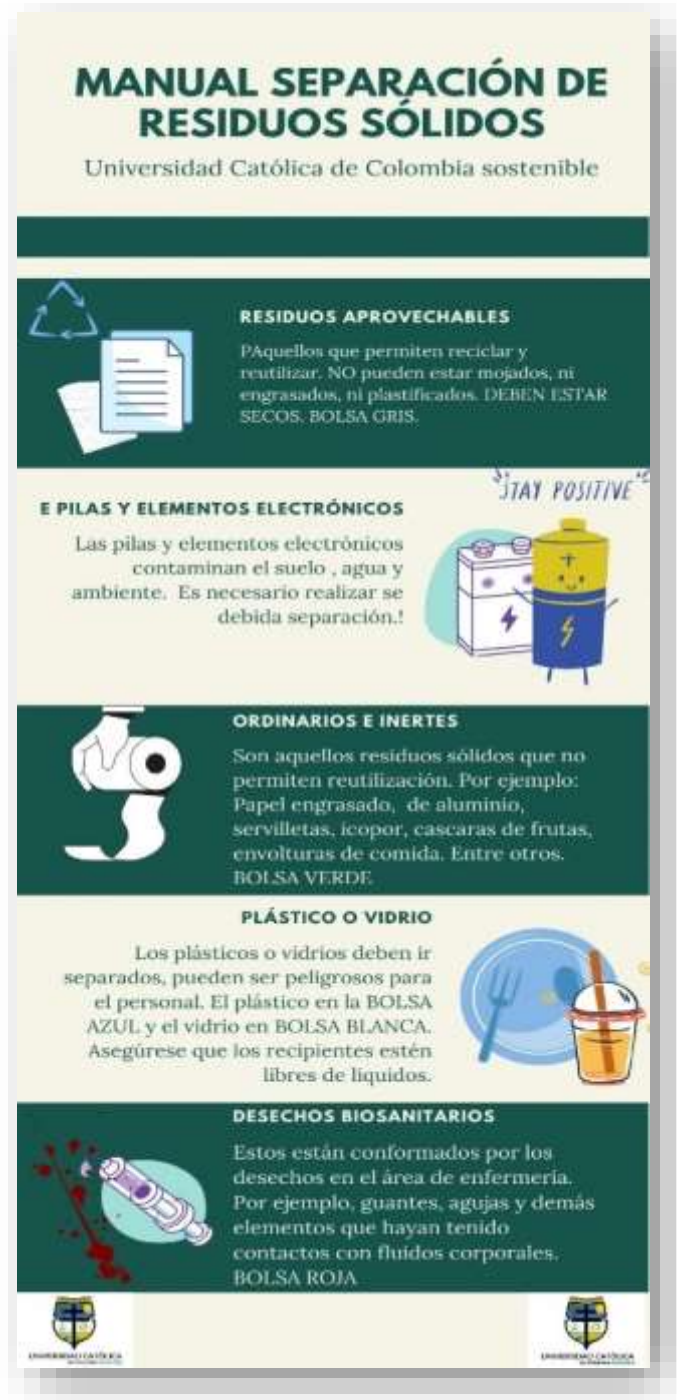 MANUAL SEPARACIÓN DE
RESIDUOS SÓLIDOS
Universidad Católica de Colombia sostenible
RESIDUOS APROVECHABLES
PAquellos que permiten reciclar y
reutilizar. NO pueden estar mojados, ni
engrasados, ni plastificados. DEBEN ESTAR
SECOS. BOLSA GRIS.
STAY POSITIVE
E PILAS Y ELEMENTOS ELECTRÓNICOS
Las pilas y elementos electrónicos
contaminan el suelo , agua y
ambiente. Es necesario realizar se
debida separación.!
ORDINARIOS E INERTES
Son aquellos residuos sólidos que no
permiten reutilización. Por ejemplo:
Papel engrasado, de aluminio,
servilletas, icopor, cascaras de frutas,
envolturas de comida. Entre otros.
BOLSA VERDE
PLÁSTICO O VIDRIO
Los plásticos o vidrios deben ir
separados, pueden ser peligrosos para
el personal. El plástico en la BOLSA
AZUL y el vidrio en BOLSA BLANCA.
Asegúrese que los recipientes estén
libres de líquidos.
DESECHOS BIOSANITARIOS
Estos están conformados por los
desechos en el área de enfermería.
Por ejemplo, guantes, agujas y demás
elementos que hayan tenido
contactos con fluidos corporales.
BOLSA ROJA
UNIVERSIDAD CATÓLICA
UNIVERSIDAD CATÓLICA